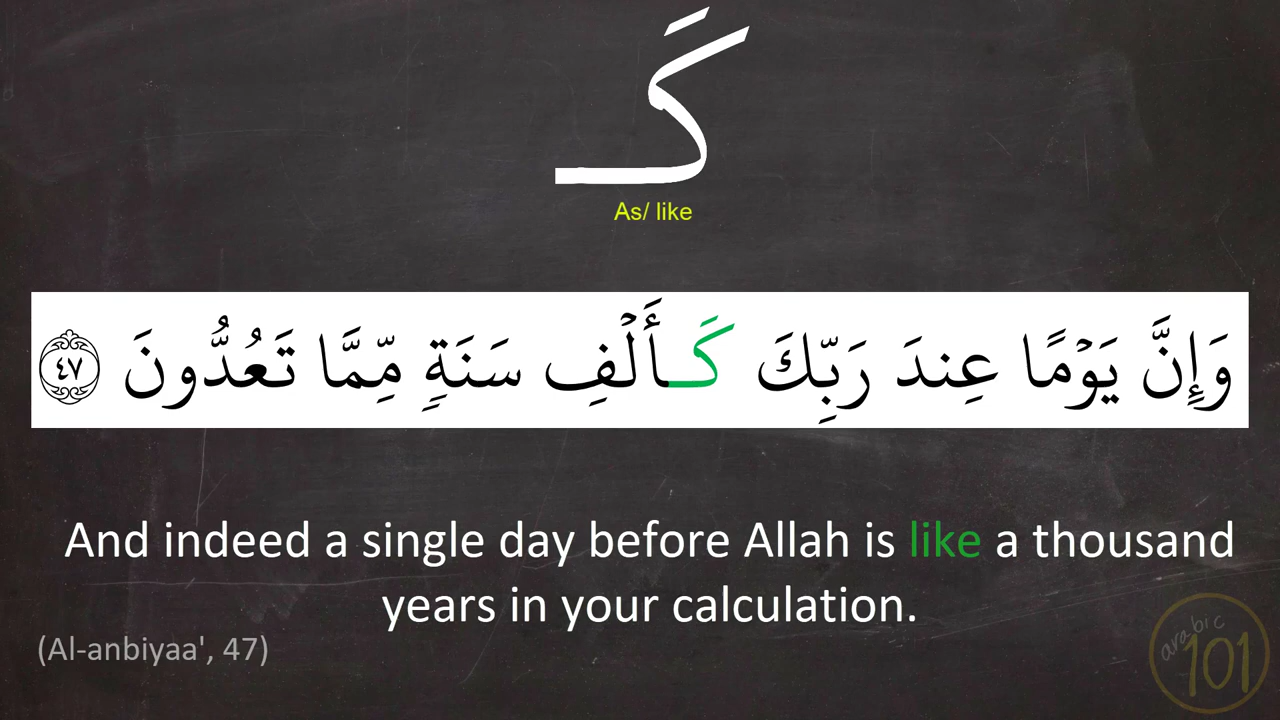 كَـ
As/ like
وَإِنَّ يَوْمًا عِندَ رَبِّكَ كَـأَلْفِ سَنَةٍ مِّمَّا تَعُدُّونَ ٤٧
And indeed a single day before Allah is like a thousand
years in your calculation.
(Al-anbiyaa', 47)
arabic
101